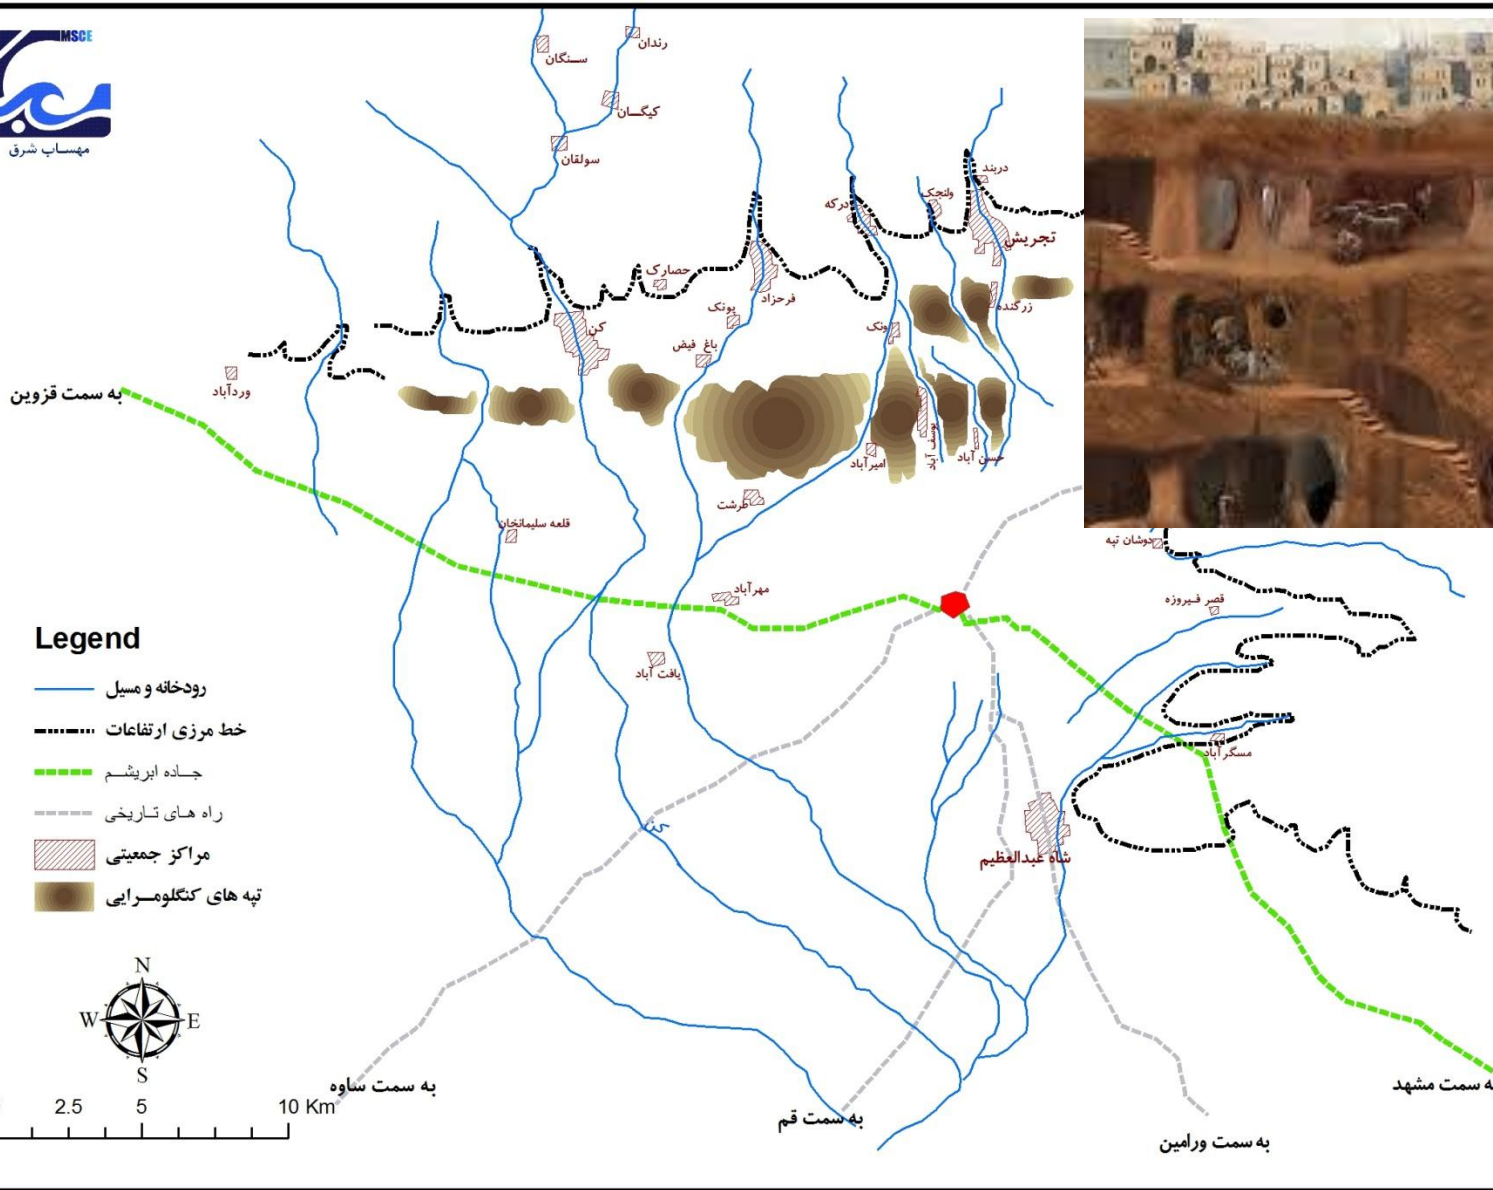 MSCE
مهساب شرق
رندان
سنگان
کیگان
سولقان
دربند
ولنجک
درکه
تجریش
حصارک
فرحزاد
زرگنده
پونک
ونک
کن
باغ فیض
وردآباد
به سمت قزوین
یوسف آباد
حسن آباد
امیرآباد
طرشت
قلعه سلیمانخان
دوشان تپه
مهرآباد
قصر فیروزه
یافت آباد
مسگرآباد
کن
شاه عبدالعظیم
Legend
رودخانه و مسیل
خط مرزی ارتفاعات
جاده ابریشم
راه های تاریخی
مراکز جمعیتی
تپه های کنگلومرایی
N
W
E
S
2.5 5 10 Km
به سمت ساوه
به سمت قم
به سمت ورامین
به سمت مشهد